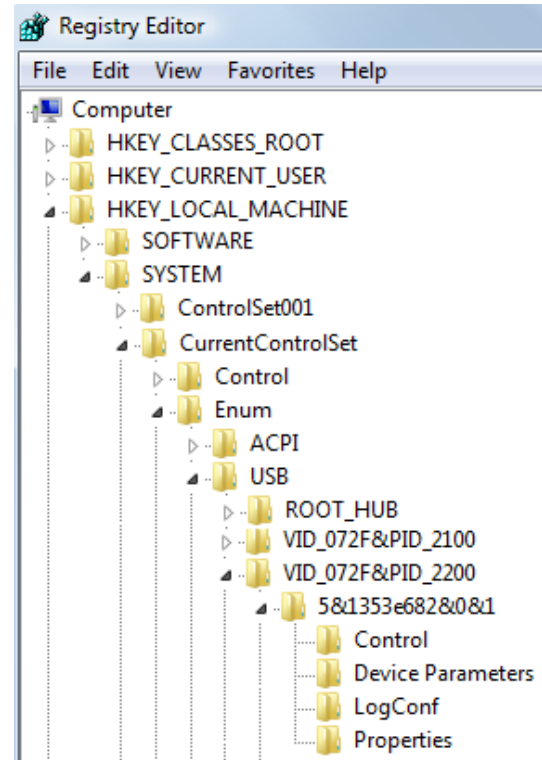 Registry Editor
File Edit View Favorites Help
Computer
HKEY_CLASSES_ROOT
HKEY_CURRENT_USER
HKEY_LOCAL_MACHINE
SOFTWARE
SYSTEM
ControlSet001
CurrentControlSet
Control
Enum
ACPI
USB
ROOT_HUB
VID_072F&PID_2100
VID_072F&PID_2200
5&1353e682&0&1
Control
Device Parameters
LogConf
Properties